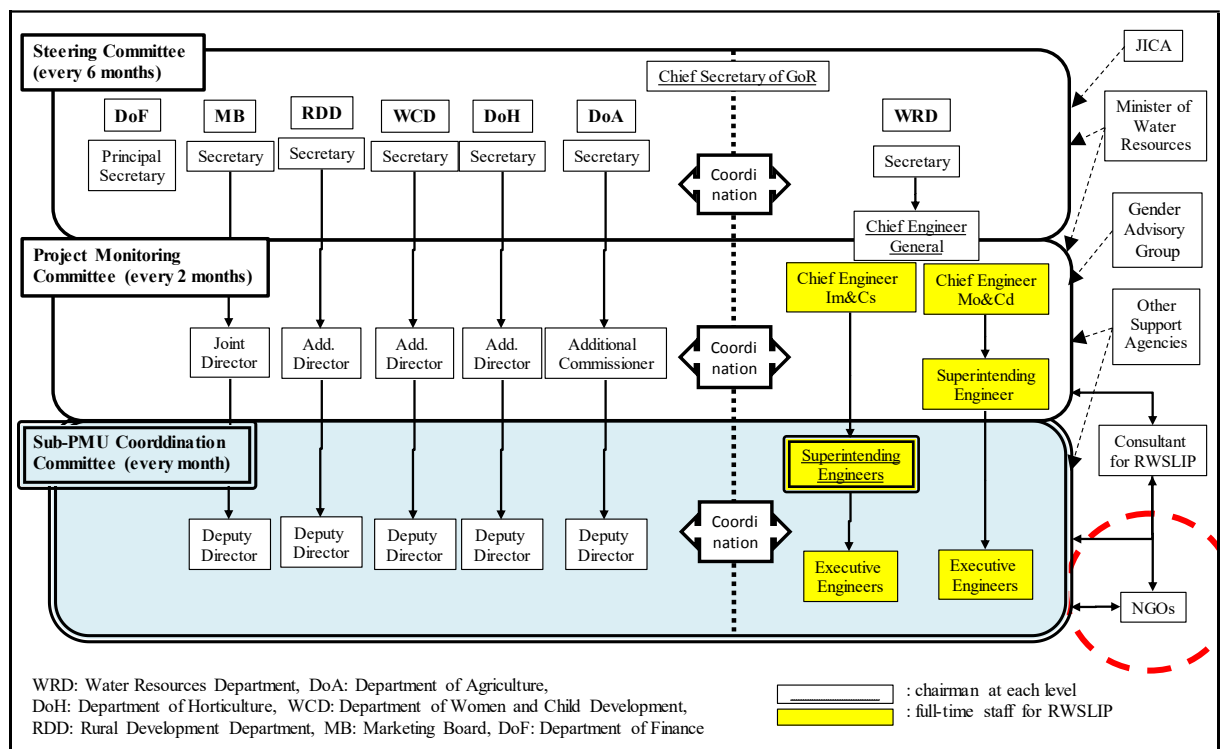 Steering Committee
(every 6 months)
Chief Secretary of GoR
JICA
DoF
MB
RDD
WCD
DoH
DoA
WRD
Minister of
Water
Resources
Principal
Secretary
Secretary
Secretary
Secretary
Secretary
Secretary
Coordi
nation
Secretary
Chief Engineer
General
Gender
Advisory
Group
Project Monitoring
Committee (every 2 months)
Chief Engineer
Im&Cs
Chief Engineer
Mo&Cd
Other
Support
Agencies
Joint
Director
Add.
Director
Add.
Director
Add.
Director
Additional
Commissioner
Coordi
nation
Superintending
Engineer
Sub-PMU Coorddination
Committee (every month)
Superintending
Engineers
Consultant
for RWSLIP
Deputy
Director
Deputy
Director
Deputy
Director
Deputy
Director
Deputy
Director
Coordi
nation
Executive
Engineers
Executive
Engineers
NGOs
WRD: Water Resources Department, DoA: Department of Agriculture,
DoH: Department of Horticulture, WCD: Department of Women and Child Development,
RDD: Rural Development Department, MB: Marketing Board, DoF: Department of Finance
: chairman at each level
: full-time staff for RWSLIP